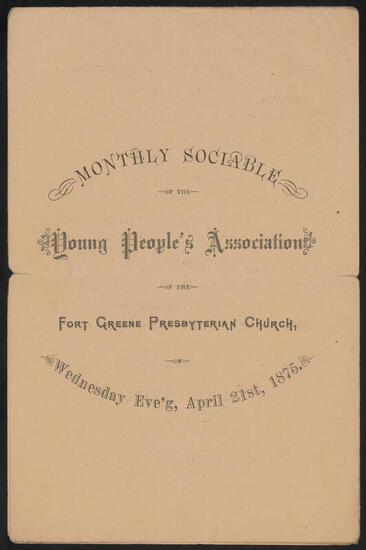 MONTHLY SOCIABLE
—OF THE—
Young People's Association
—OF THE—
FORT GREENE PRESBYTERIAN CHURCH,
—ON—
Wednesday Eve'g, April 21st, 1875.